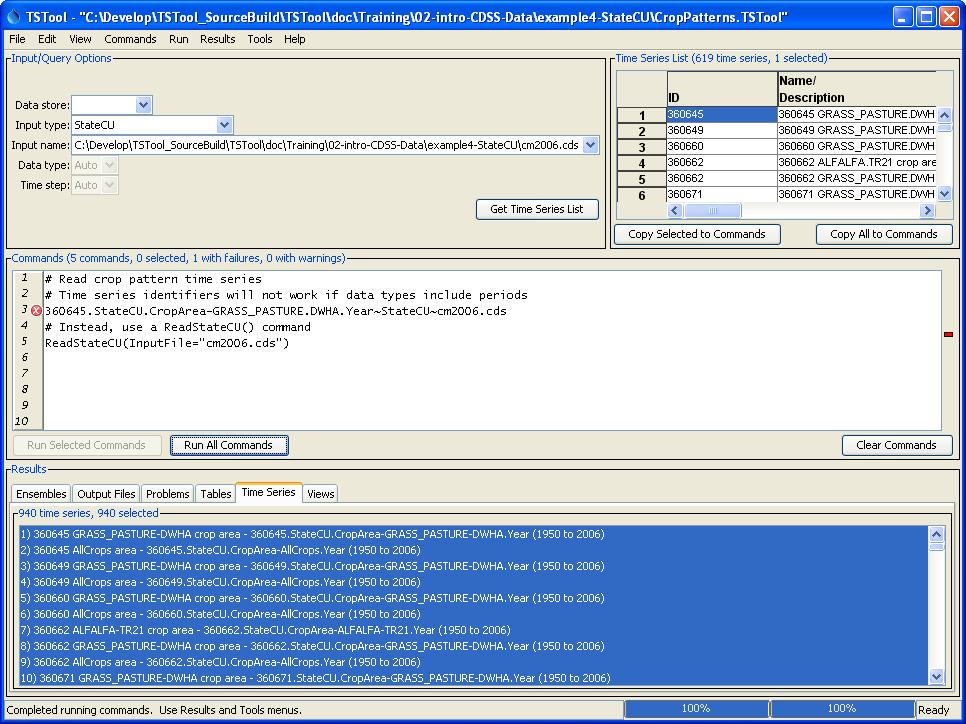 TSTool - "C:\Develop\TSTool_SourceBuild\TSTool\doc\Training\02-intro-CDSS-Data\example4-StateCU\CropPatterns.TSTool"
File Edit View Commands Run Results Tools Help
Input/Query Options
Data store:
Input type: StateCU
Input name: C:\Develop\TSTool_SourceBuild\TSTool\doc\Training\02-intro-CDSS-Data\example4-StateCU\cm2006.cds
Data type: Auto
Time step: Auto
Get Time Series List
Time Series List (619 time series, 1 selected)
ID Name/
Description
1 360645 360645 GRASS_PASTURE.DWH
2 360649 360649 GRASS_PASTURE.DWH
3 360660 360660 GRASS_PASTURE.DWH
4 360662 360662 ALFALFA.TR21 crop are
5 360662 360662 GRASS_PASTURE.DWH
6 360671 360671 GRASS_PASTURE.DWH
Copy Selected to Commands Copy All to Commands
Commands (5 commands, 0 selected, 1 with failures, 0 with warnings)
1 # Read crop pattern time series
2 # Time series identifiers will not work if data types include periods
3 360645.StateCU.CropArea-GRASS_PASTURE.DWHA.Year~StateCU~cm2006.cds
4 # Instead, use a ReadStateCU() command
5 ReadStateCU(InputFile="cm2006.cds")
6
7
8
9
10
Run Selected Commands Run All Commands Clear Commands
Results
Ensembles Output Files Problems Tables Time Series Views
940 time series, 940 selected
1) 360645 GRASS_PASTURE-DWHA crop area - 360645.StateCU.CropArea-GRASS_PASTURE-DWHA.Year (1950 to 2006)
2) 360645 AllCrops area - 360645.StateCU.CropArea-AllCrops.Year (1950 to 2006)
3) 360649 GRASS_PASTURE-DWHA crop area - 360649.StateCU.CropArea-GRASS_PASTURE-DWHA.Year (1950 to 2006)
4) 360649 AllCrops area - 360649.StateCU.CropArea-AllCrops.Year (1950 to 2006)
5) 360660 GRASS_PASTURE-DWHA crop area - 360660.StateCU.CropArea-GRASS_PASTURE-DWHA.Year (1950 to 2006)
6) 360660 AllCrops area - 360660.StateCU.CropArea-AllCrops.Year (1950 to 2006)
7) 360662 ALFALFA-TR21 crop area - 360662.StateCU.CropArea-ALFALFA-TR21.Year (1950 to 2006)
8) 360662 GRASS_PASTURE-DWHA crop area - 360662.StateCU.CropArea-GRASS_PASTURE-DWHA.Year (1950 to 2006)
9) 360662 AllCrops area - 360662.StateCU.CropArea-AllCrops.Year (1950 to 2006)
10) 360671 GRASS_PASTURE-DWHA crop area - 360671.StateCU.CropArea-GRASS_PASTURE-DWHA.Year (1950 to 2006)
Completed running commands. Use Results and Tools menus. 100% 100% Ready